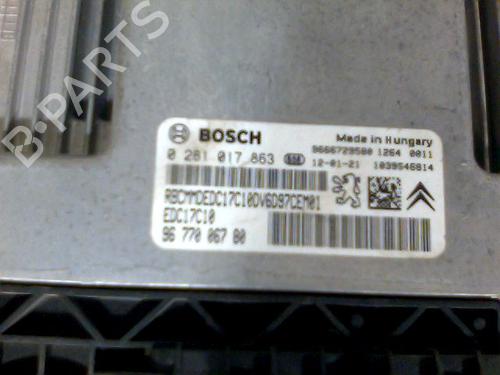 B-PARTS
BOSCH
Made in Hungary
0 281 017 863
9666729580 1264 0011
12-01-21 1039546814
RBCMMDEDC17C10DV6D97CEM01
EDC17C10
96 770 067 80